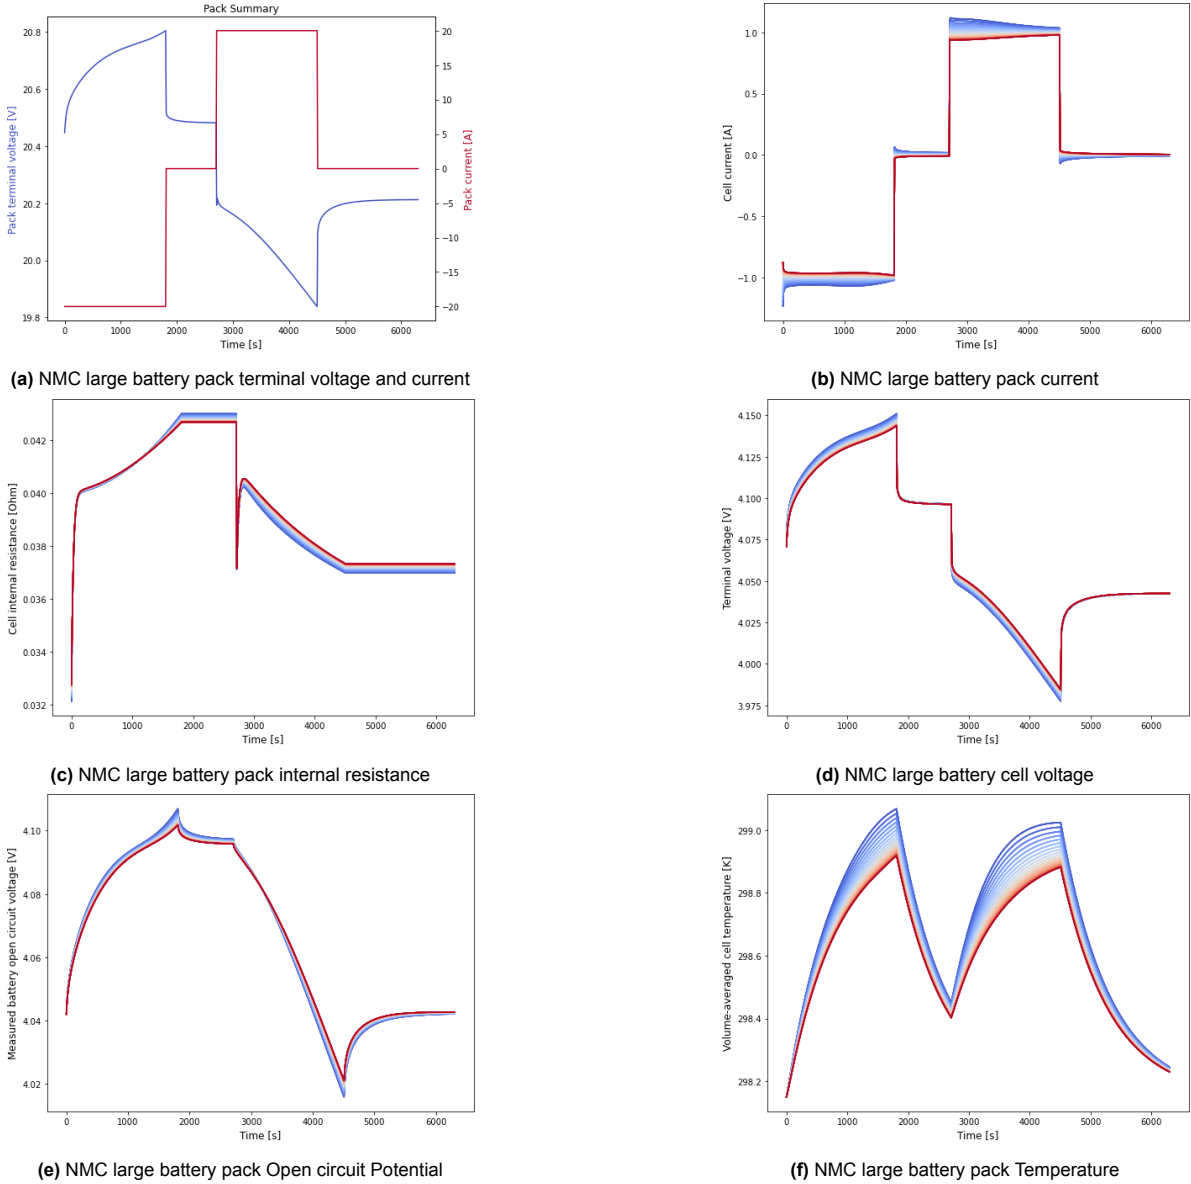 Pack Summary
20.8
20.6
20.4
20.2
20.0
19.8
Pack terminal voltage [V]
20
15
10
5
0
−5
−10
−15
−20
Pack current [A]
0 1000 2000 3000 4000 5000 6000
Time [s]
(a) NMC large battery pack terminal voltage and current
1.0
0.5
0.0
−0.5
−1.0
Cell current [A]
0 1000 2000 3000 4000 5000 6000
Time [s]
(b) NMC large battery pack current
0.042
0.040
0.038
0.036
0.034
0.032
Cell internal resistance [Ohm]
0 1000 2000 3000 4000 5000 6000
Time [s]
(c) NMC large battery pack internal resistance
4.150
4.125
4.100
4.075
4.050
4.025
4.000
3.975
Terminal voltage [V]
0 1000 2000 3000 4000 5000 6000
Time [s]
(d) NMC large battery cell voltage
4.10
4.08
4.06
4.04
4.02
Measured battery open circuit voltage [V]
0 1000 2000 3000 4000 5000 6000
Time [s]
(e) NMC large battery pack Open circuit Potential
299.0
298.8
298.6
298.4
298.2
Volume-averaged cell temperature [K]
0 1000 2000 3000 4000 5000 6000
Time [s]
(f) NMC large battery pack Temperature